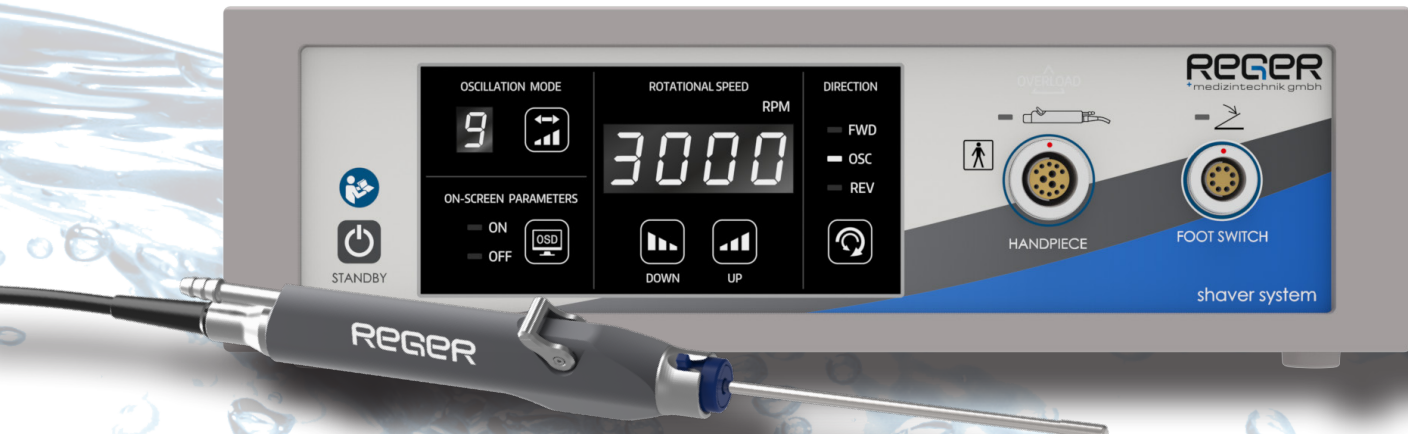 OSCILLATION MODE
9
ON-SCREEN PARAMETERS
ON
OFF
OSD
STANDBY
ROTATIONAL SPEED
RPM
3000
DOWN
UP
DIRECTION
FWD
OSC
REV
OVERLOAD
HANDPIECE
FOOT SWITCH
REGER
medizintechnik gmbh
shaver system
REGER